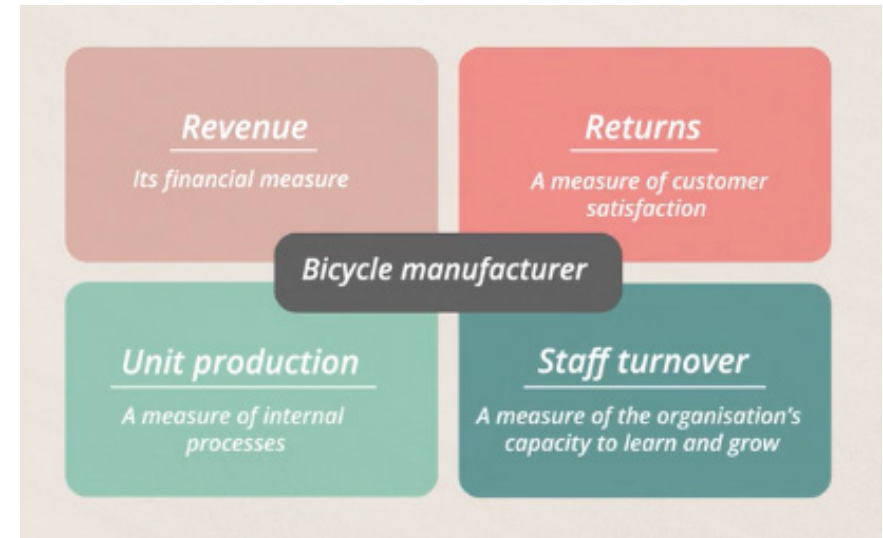 Revenue
Its financial measure
Returns
A measure of customer
satisfaction
Bicycle manufacturer
Unit production
A measure of internal
processes
Staff turnover
A measure of the organisation's
capacity to learn and grow